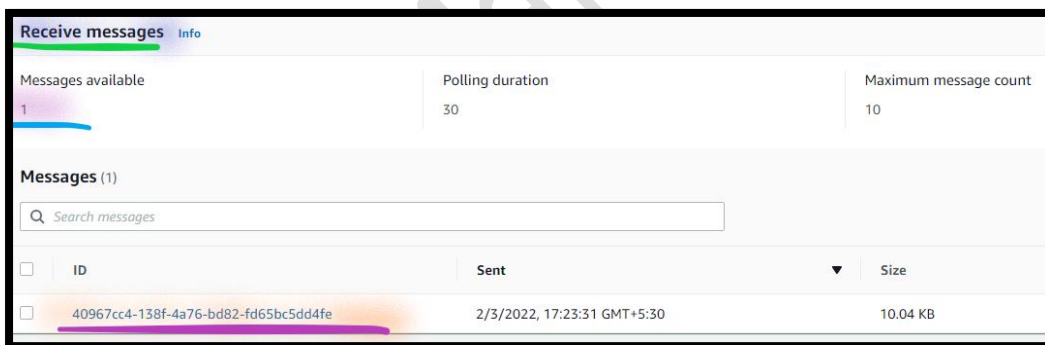 Receive messages Info
Messages available Polling duration Maximum message count
1 30 10
Messages (1)
Search messages
ID Sent Size
40967cc4-138f-4a76-bd82-fd65bc5dd4fe 2/3/2022, 17:23:31 GMT+5:30 10.04 KB